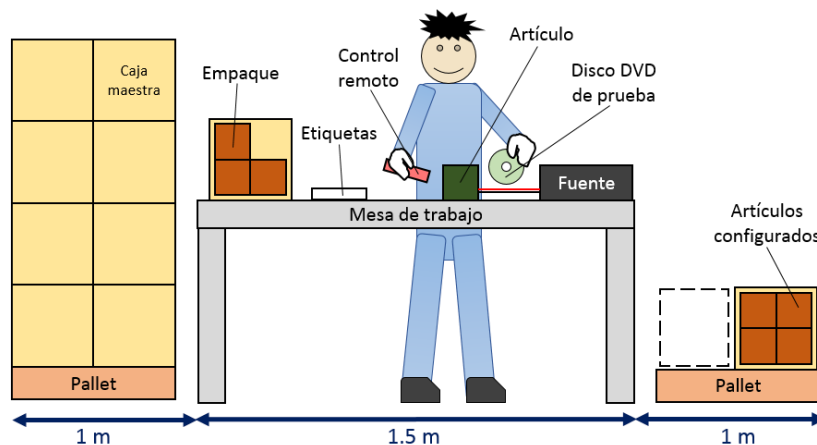 Caja
maestra
Empaque
Etiquetas
Control
remoto
Artículo
Disco DVD
de prueba
Fuente
Mesa de trabajo
Artículos
configurados
Pallet
Pallet
1 m
1.5 m
1 m